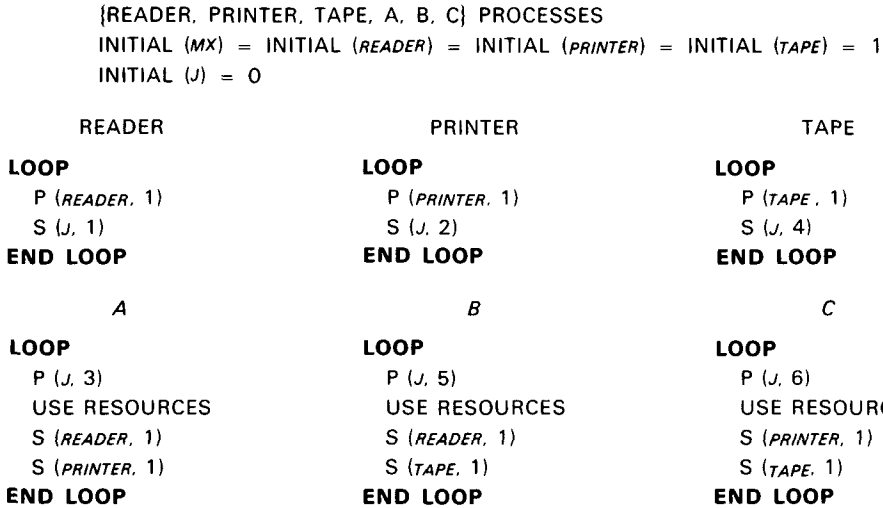 {READER, PRINTER, TAPE, A, B, C} PROCESSES
INITIAL (MX) = INITIAL (READER) = INITIAL (PRINTER) = INITIAL (TAPE) = 1
INITIAL (J) = 0
READER PRINTER TAPE
LOOP LOOP LOOP
P (READER, 1) P (PRINTER, 1) P (TAPE, 1)
S (J, 1) S (J, 2) S (J, 4)
END LOOP END LOOP END LOOP
A B C
LOOP LOOP LOOP
P (J, 3) P (J, 5) P (J, 6)
USE RESOURCES USE RESOURCES USE
S (READER, 1) S (READER, 1) S (PRINTER, 1)
S (PRINTER, 1) S (TAPE, 1) S (TAPE, 1)
END LOOP END LOOP END LOOP